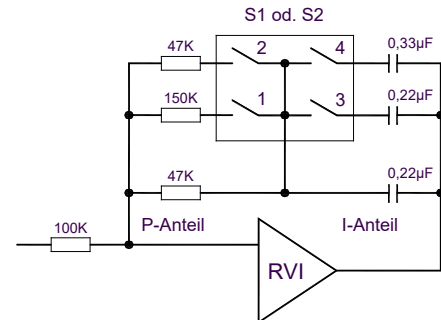 S1 od. S2
47K
2
4
0,33µF
150K
1
3
0,22µF
47K
0,22µF
P-Anteil
I-Anteil
100K
RVI